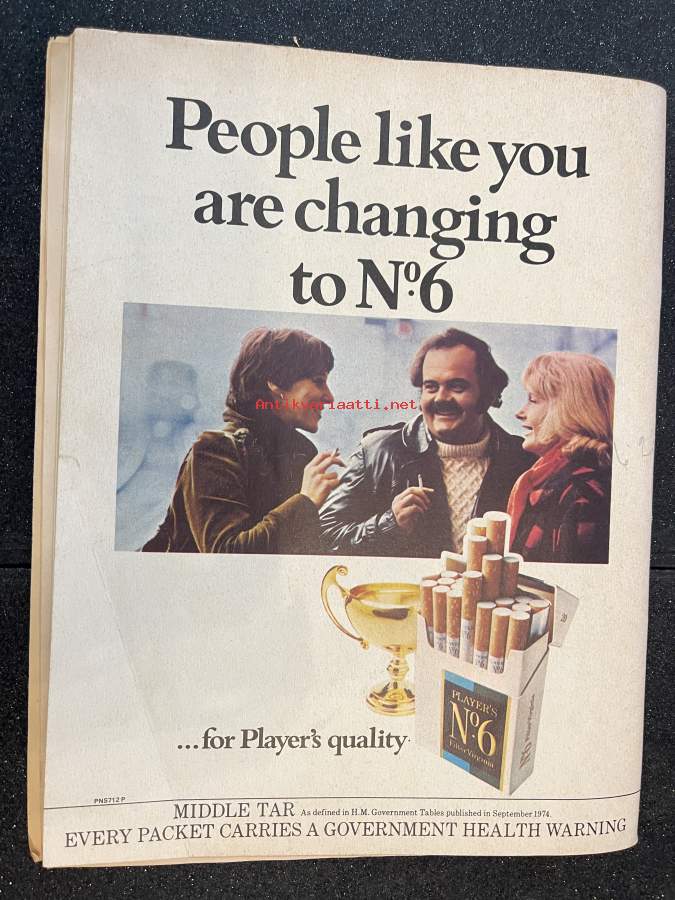 People like you
are changing
to Nº6
Antikvariaatti.net
PLAYER'S
Nº6
Filter Virginia
...for Player's quality.
PNS712P
MIDDLE TAR As defined in H.M. Government Tables published in September 1974.
EVERY PACKET CARRIES A GOVERNMENT HEALTH WARNING